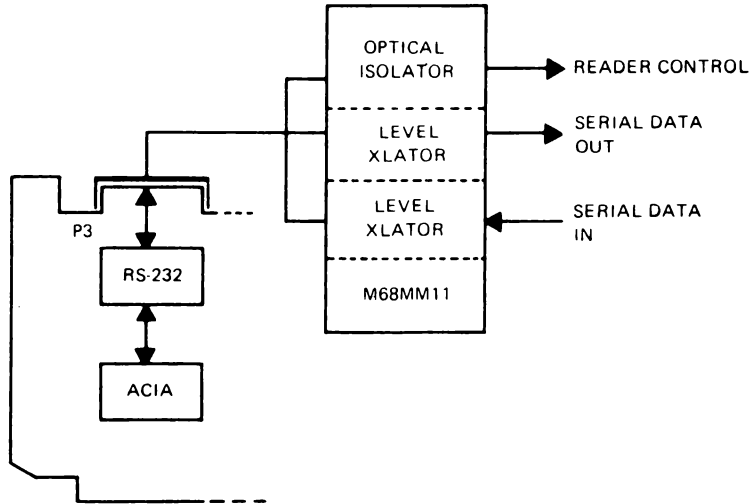 OPTICAL
ISOLATOR
READER CONTROL
LEVEL
XLATOR
SERIAL DATA
OUT
LEVEL
XLATOR
SERIAL DATA
IN
P3
RS-232
M68MM11
ACIA